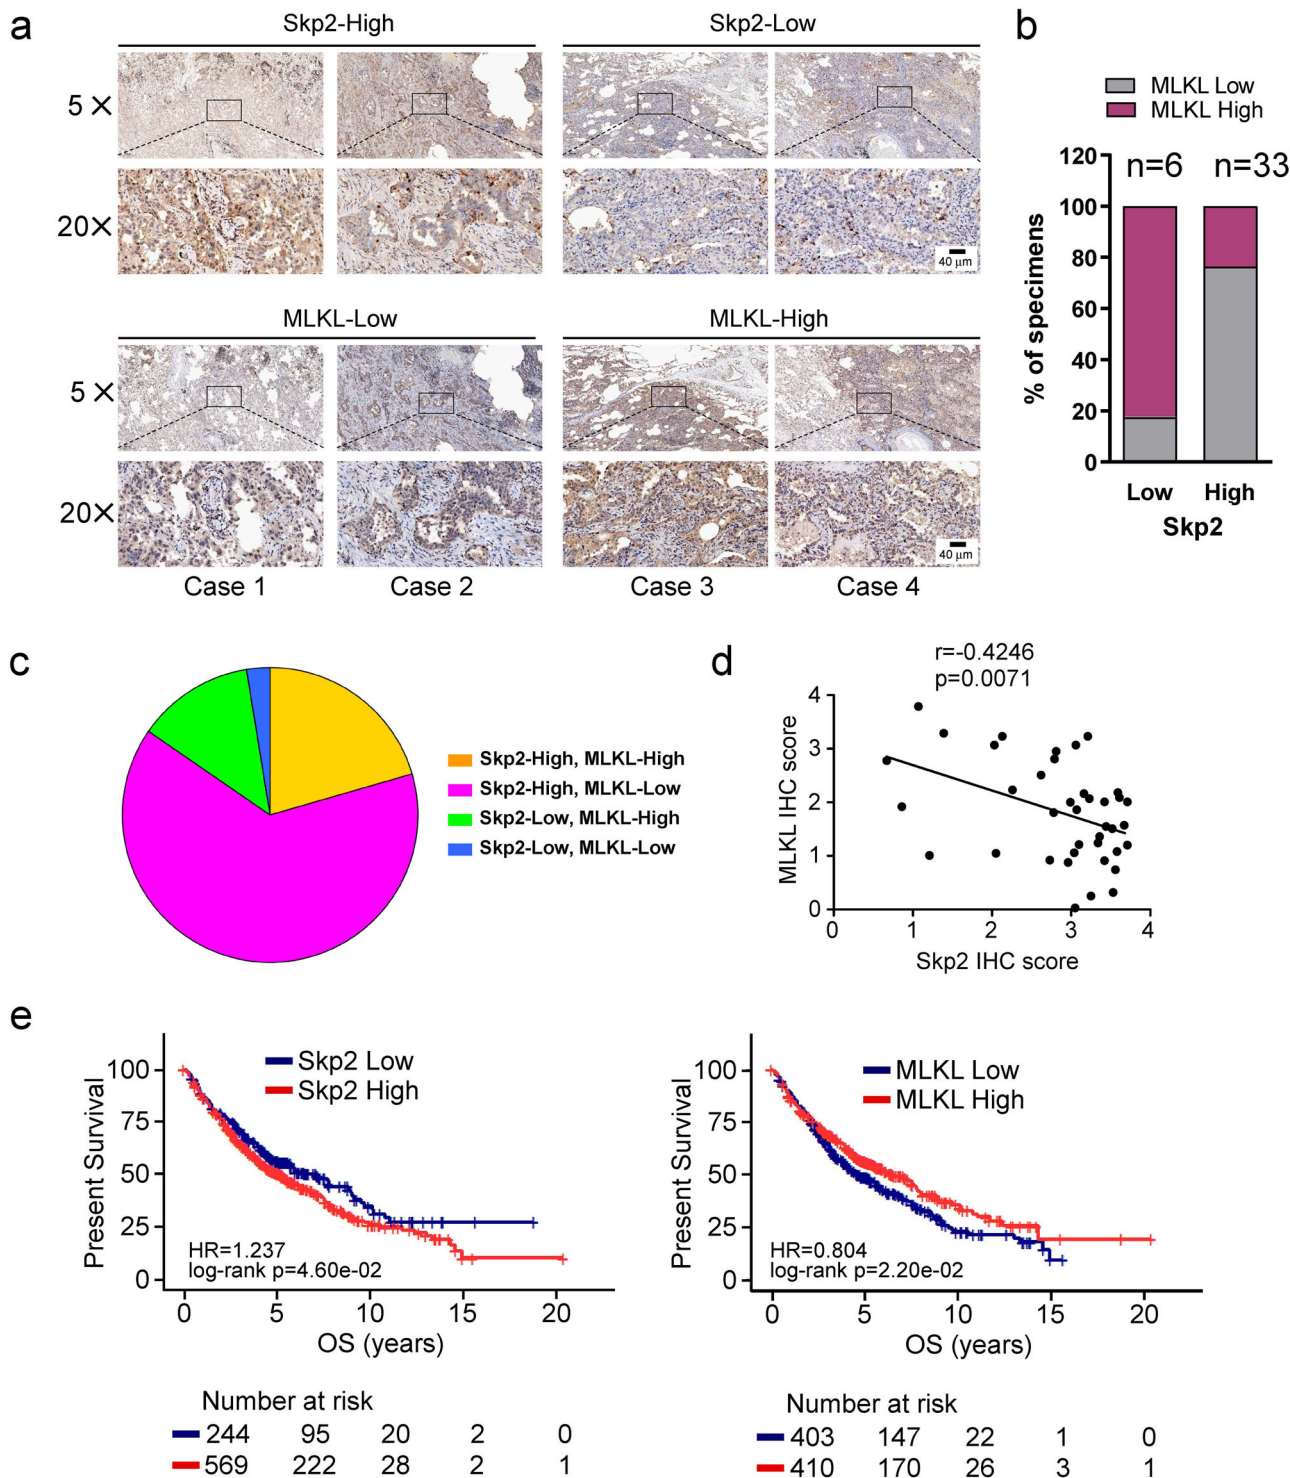 a
Skp2-High
Skp2-Low
5 ×
20×
40 µm
MLKL-Low
MLKL-High
5 ×
20×
40 µm
Case 1
Case 2
Case 3
Case 4
b
MLKL Low
MLKL High
n=6 n=33
120
100
80
60
40
20
0
% of specimens
Low High
Skp2
c
Skp2-High, MLKL-High
Skp2-High, MLKL-Low
Skp2-Low, MLKL-High
Skp2-Low, MLKL-Low
d
r=-0.4246
p=0.0071
4
3
2
1
0
MLKL IHC score
0 1 2 3 4
Skp2 IHC score
e
Skp2 Low
Skp2 High
100
75
50
25
0
Present Survival
HR=1.237
log-rank p=4.60e-02
0 5 10 15 20
OS (years)
Number at risk
244 95 20 2 0
569 222 28 2 1
MLKL Low
MLKL High
100
75
50
25
0
Present Survival
HR=0.804
log-rank p=2.20e-02
0 5 10 15 20
OS (years)
Number at risk
403 147 22 1 0
410 170 26 3 1